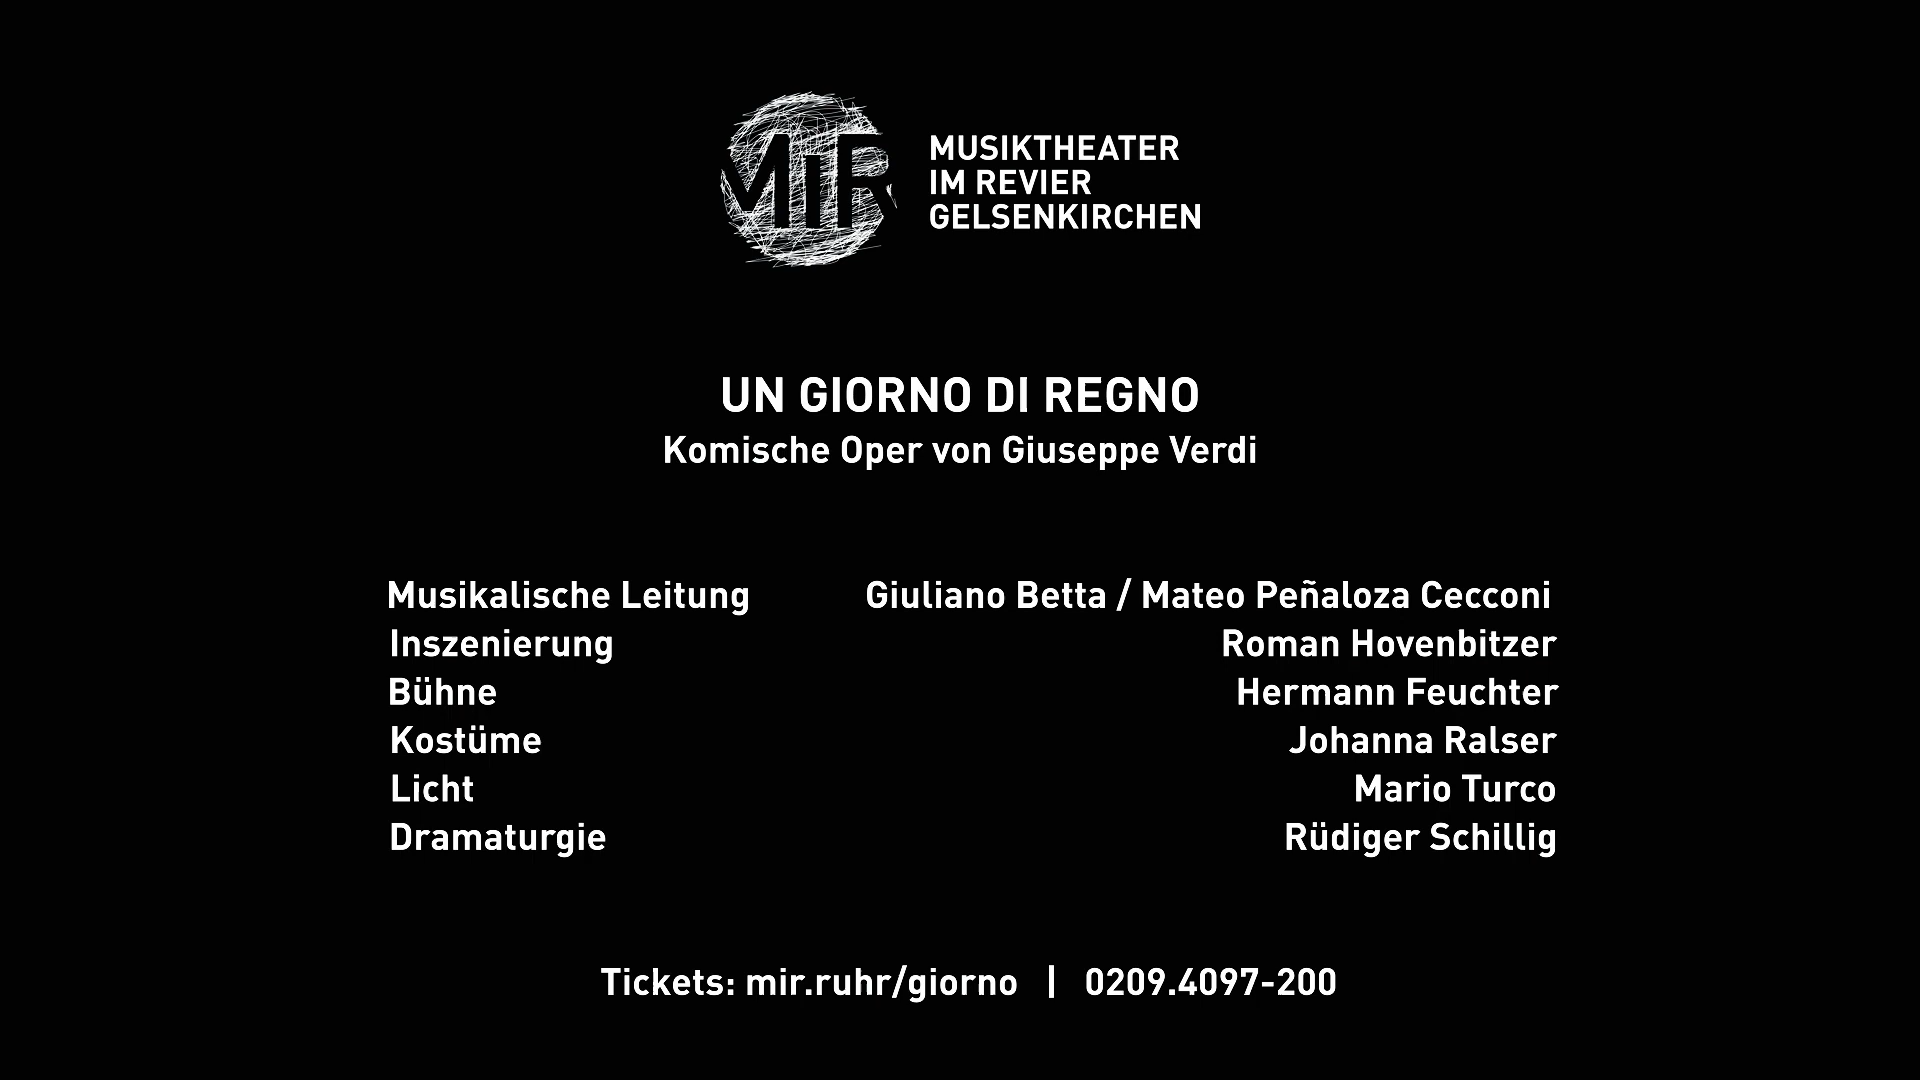 MiR
MUSIKTHEATER
IM REVIER
GELSENKIRCHEN
UN GIORNO DI REGNO
Komische Oper von Giuseppe Verdi
Musikalische Leitung Giuliano Betta / Mateo Peñaloza Cecconi
Inszenierung Roman Hovenbitzer
Bühne Hermann Feuchter
Kostüme Johanna Ralser
Licht Mario Turco
Dramaturgie Rüdiger Schillig
Tickets: mir.ruhr/giorno | 0209.4097-200